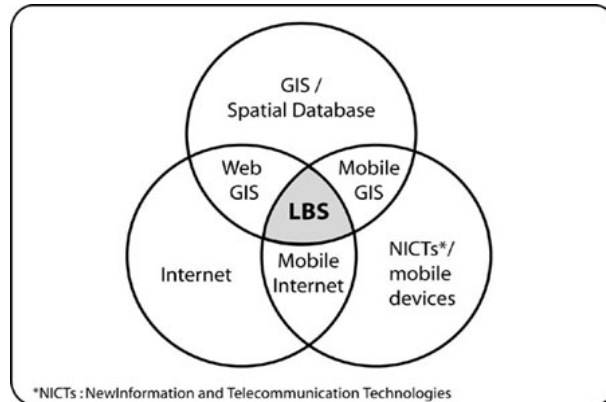 GIS /
Spatial Database
Web
GIS
Mobile
GIS
LBS
Internet
Mobile
Internet
NICTs*/
mobile
devices
*NICTs : NewInformation and Telecommunication Technologies